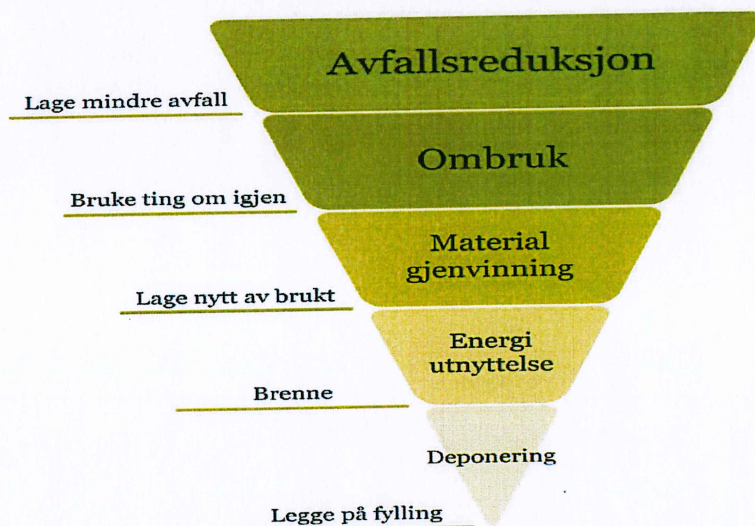 Avfallsreduksjon
Lage mindre avfall
Ombruk
Bruke ting om igjen
Material
gjenvinning
Lage nytt av brukt
Energi
utnyttelse
Brenne
Deponering
Legge på fylling